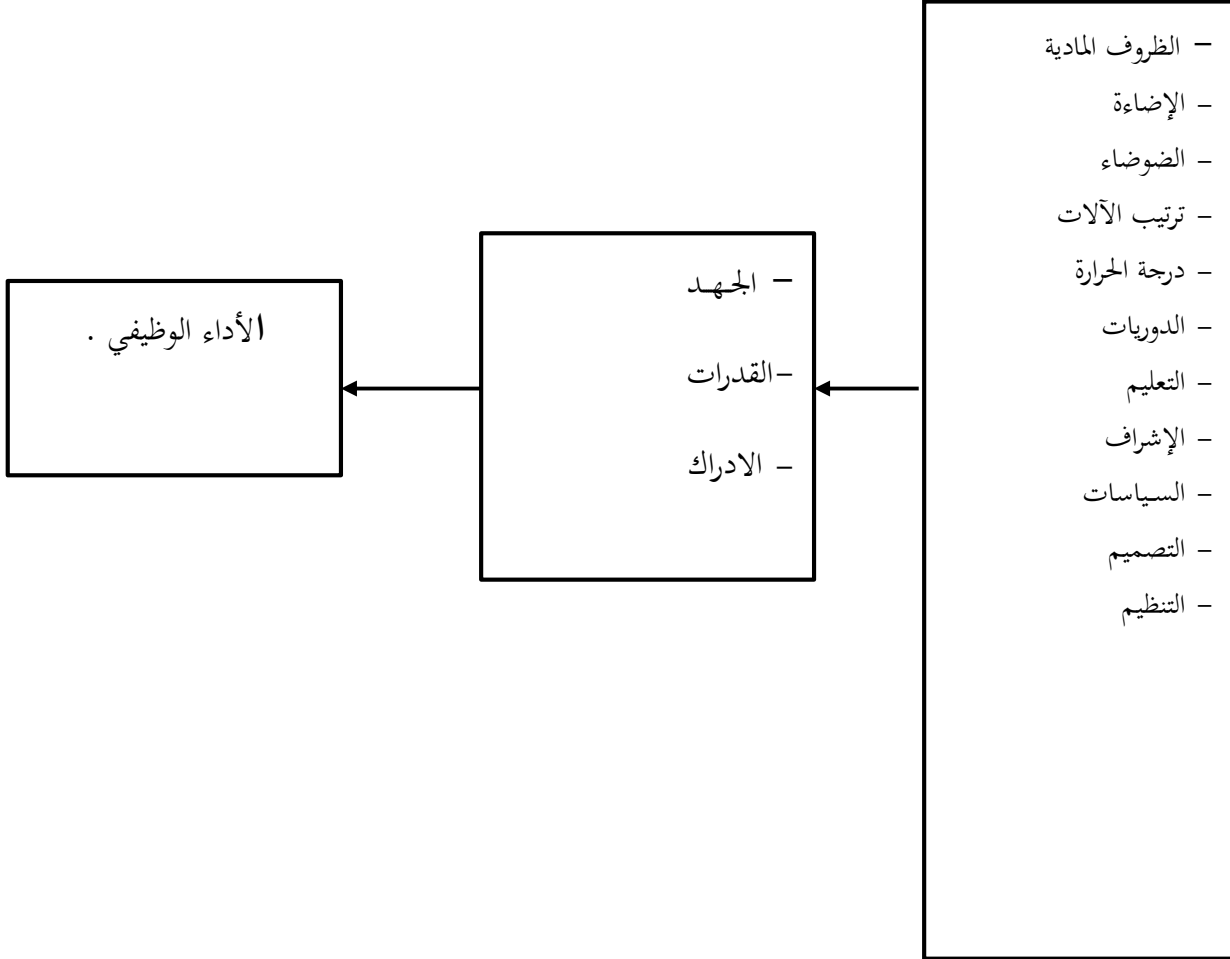 – الظروف المادية
– الإضاءة
– الضوضاء
– ترتيب الآلات
– درجة الحرارة
– الدوريات
– التعليم
– الإشراف
– السياسات
– التصميم
– التنظيم
– الجهد
–القدرات
– الادراك
الأداء الوظيفي .